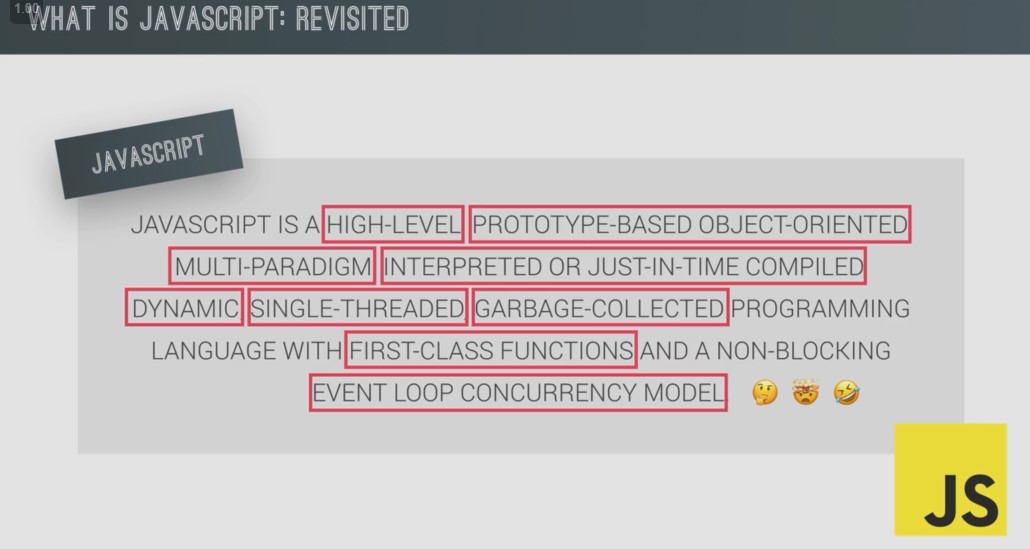 1.00
WHAT IS JAVASCRIPT: REVISITED
JAVASCRIPT
JAVASCRIPT IS A HIGH-LEVEL PROTOTYPE-BASED OBJECT-ORIENTED
MULTI-PARADIGM INTERPRETED OR JUST-IN-TIME COMPILED
DYNAMIC, SINGLE-THREADED, GARBAGE-COLLECTED PROGRAMMING
LANGUAGE WITH FIRST-CLASS FUNCTIONS AND A NON-BLOCKING
EVENT LOOP CONCURRENCY MODEL. 🤔 🤯 🤣
JS